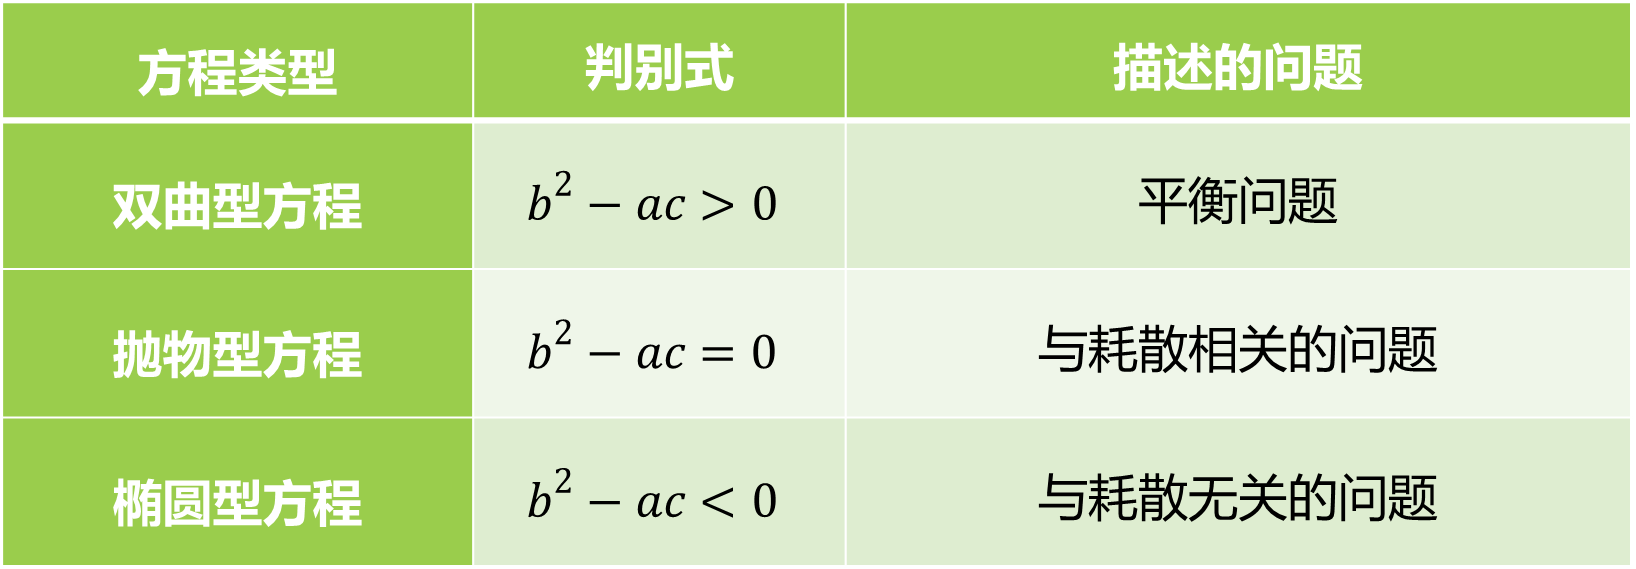 方程类型 判别式 描述的问题
双曲型方程 b² − ac > 0 平衡问题
抛物型方程 b² − ac = 0 与耗散相关的问题
椭圆型方程 b² − ac < 0 与耗散无关的问题